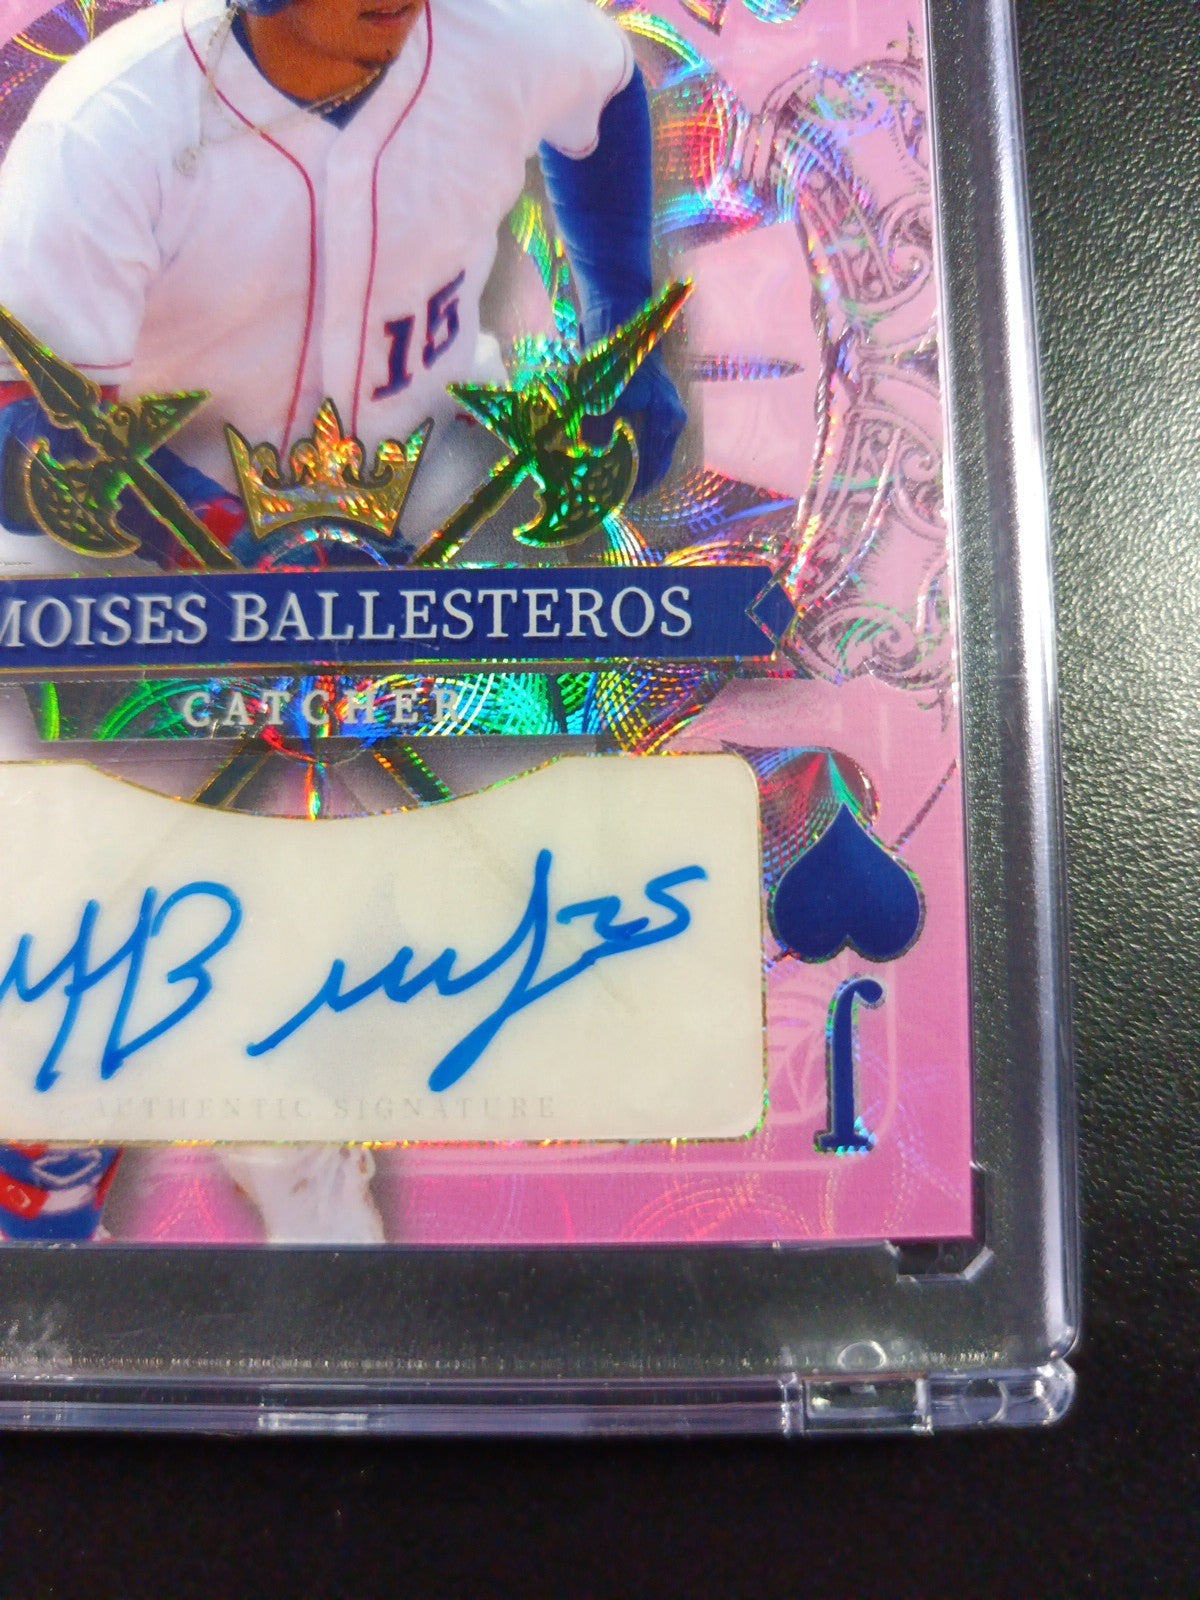 15
MOISES BALLESTEROS
CATCHER
AUTHENTIC SIGNATURE
J